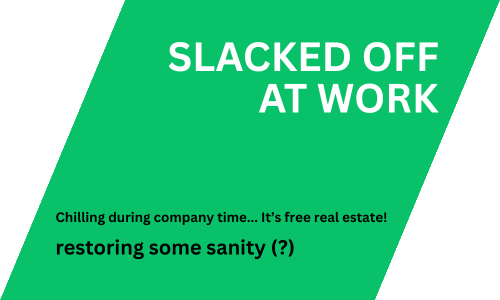 SLACKED OFF
AT WORK
Chilling during company time... It's free real estate!
restoring some sanity (?)